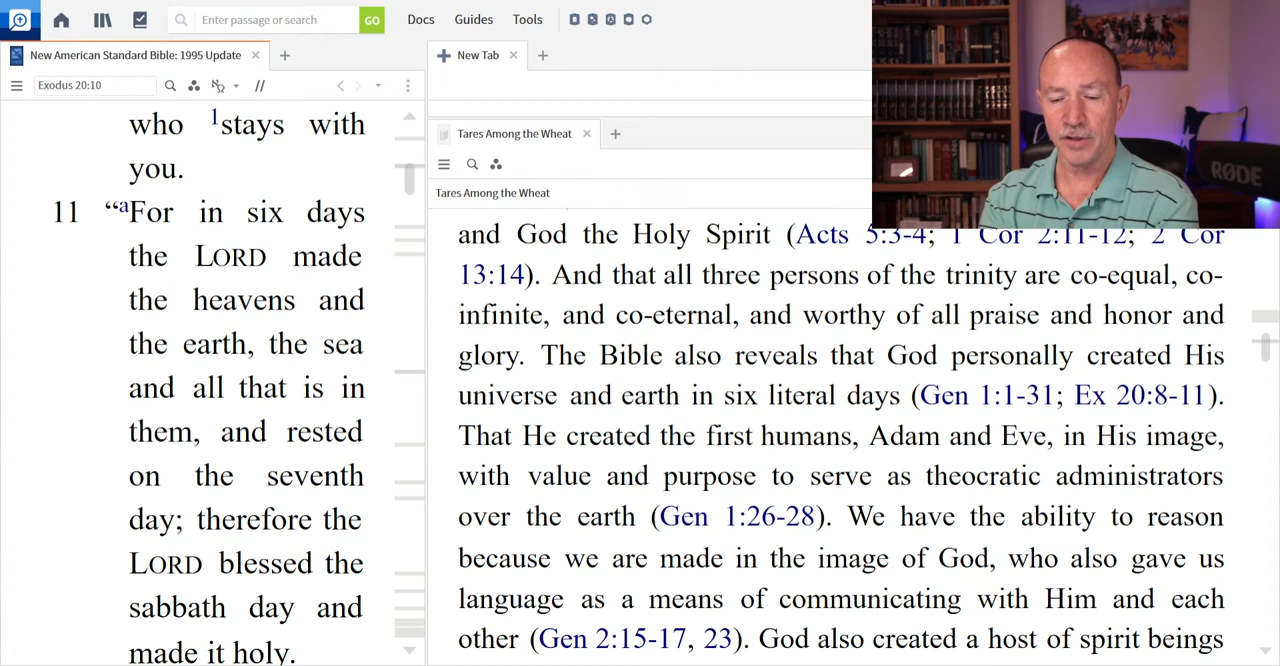 Enter passage or search
GO
Docs
Guides
Tools
New American Standard Bible: 1995 Update
New Tab
Exodus 20:10
who ¹stays with
you.
11 “ᵃFor in six days
the LORD made
the heavens and
the earth, the sea
and all that is in
them, and rested
on the seventh
day; therefore the
LORD blessed the
sabbath day and
made it holy.
Tares Among the Wheat
Tares Among the Wheat
and God the Holy Spirit (Acts 5:3-4; 1 Cor 2:11-12; 2 Cor
13:14). And that all three persons of the trinity are co-equal, co-
infinite, and co-eternal, and worthy of all praise and honor and
glory. The Bible also reveals that God personally created His
universe and earth in six literal days (Gen 1:1-31; Ex 20:8-11).
That He created the first humans, Adam and Eve, in His image,
with value and purpose to serve as theocratic administrators
over the earth (Gen 1:26-28). We have the ability to reason
because we are made in the image of God, who also gave us
language as a means of communicating with Him and each
other (Gen 2:15-17, 23). God also created a host of spirit beings
RØDE